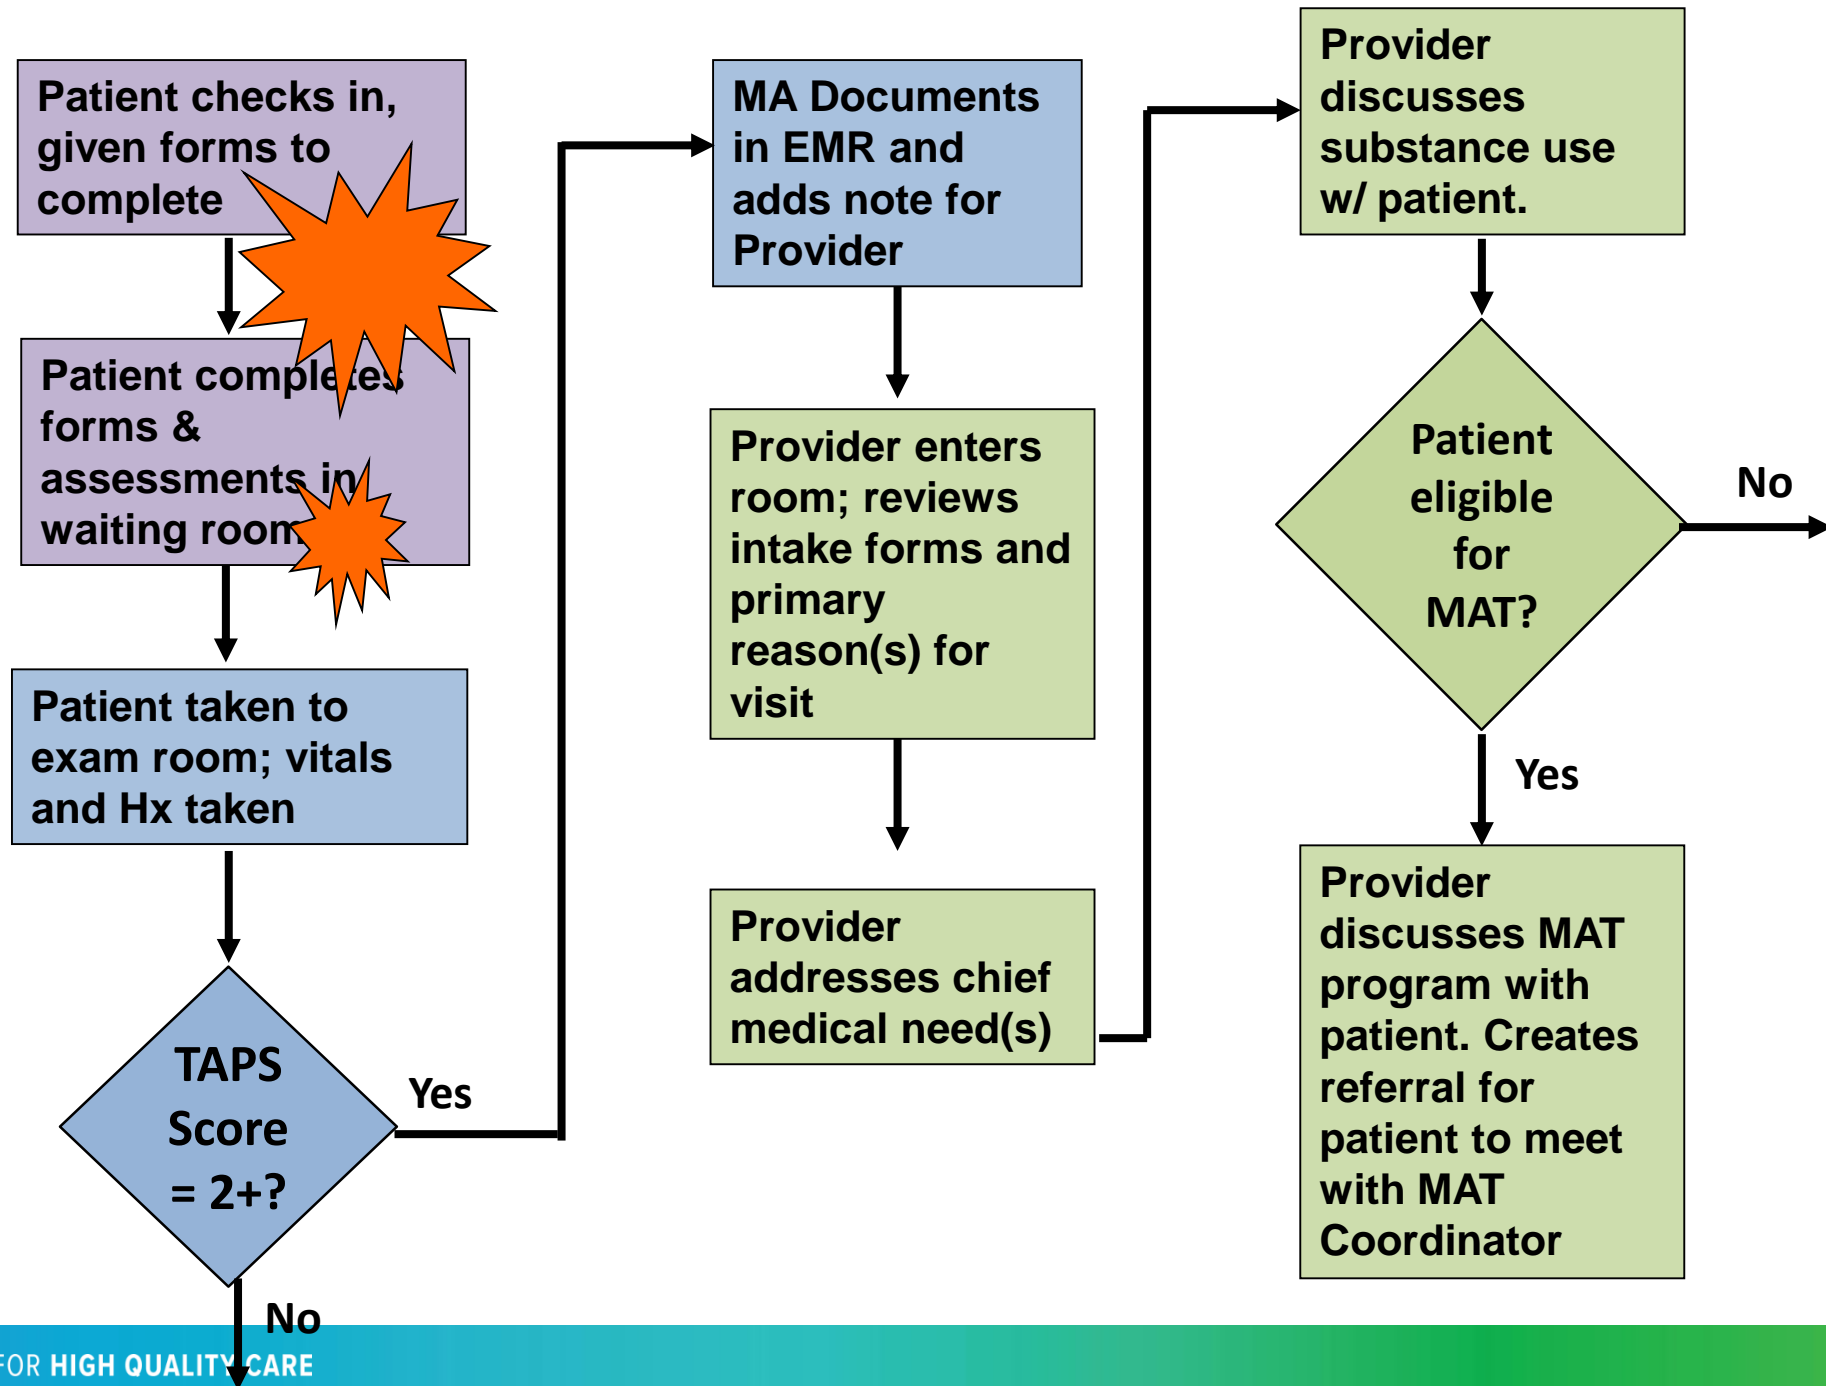 Patient checks in,
given forms to
complete
Patient completes
forms &
assessments in
waiting room
Patient taken to
exam room; vitals
and Hx taken
TAPS
Score
= 2+?
Yes
No
MA Documents
in EMR and
adds note for
Provider
Provider enters
room; reviews
intake forms and
primary
reason(s) for
visit
Provider
addresses chief
medical need(s)
Provider
discusses
substance use
w/ patient.
Patient
eligible
for
MAT?
No
Yes
Provider
discusses MAT
program with
patient. Creates
referral for
patient to meet
with MAT
Coordinator
FOR HIGH QUALITY CARE